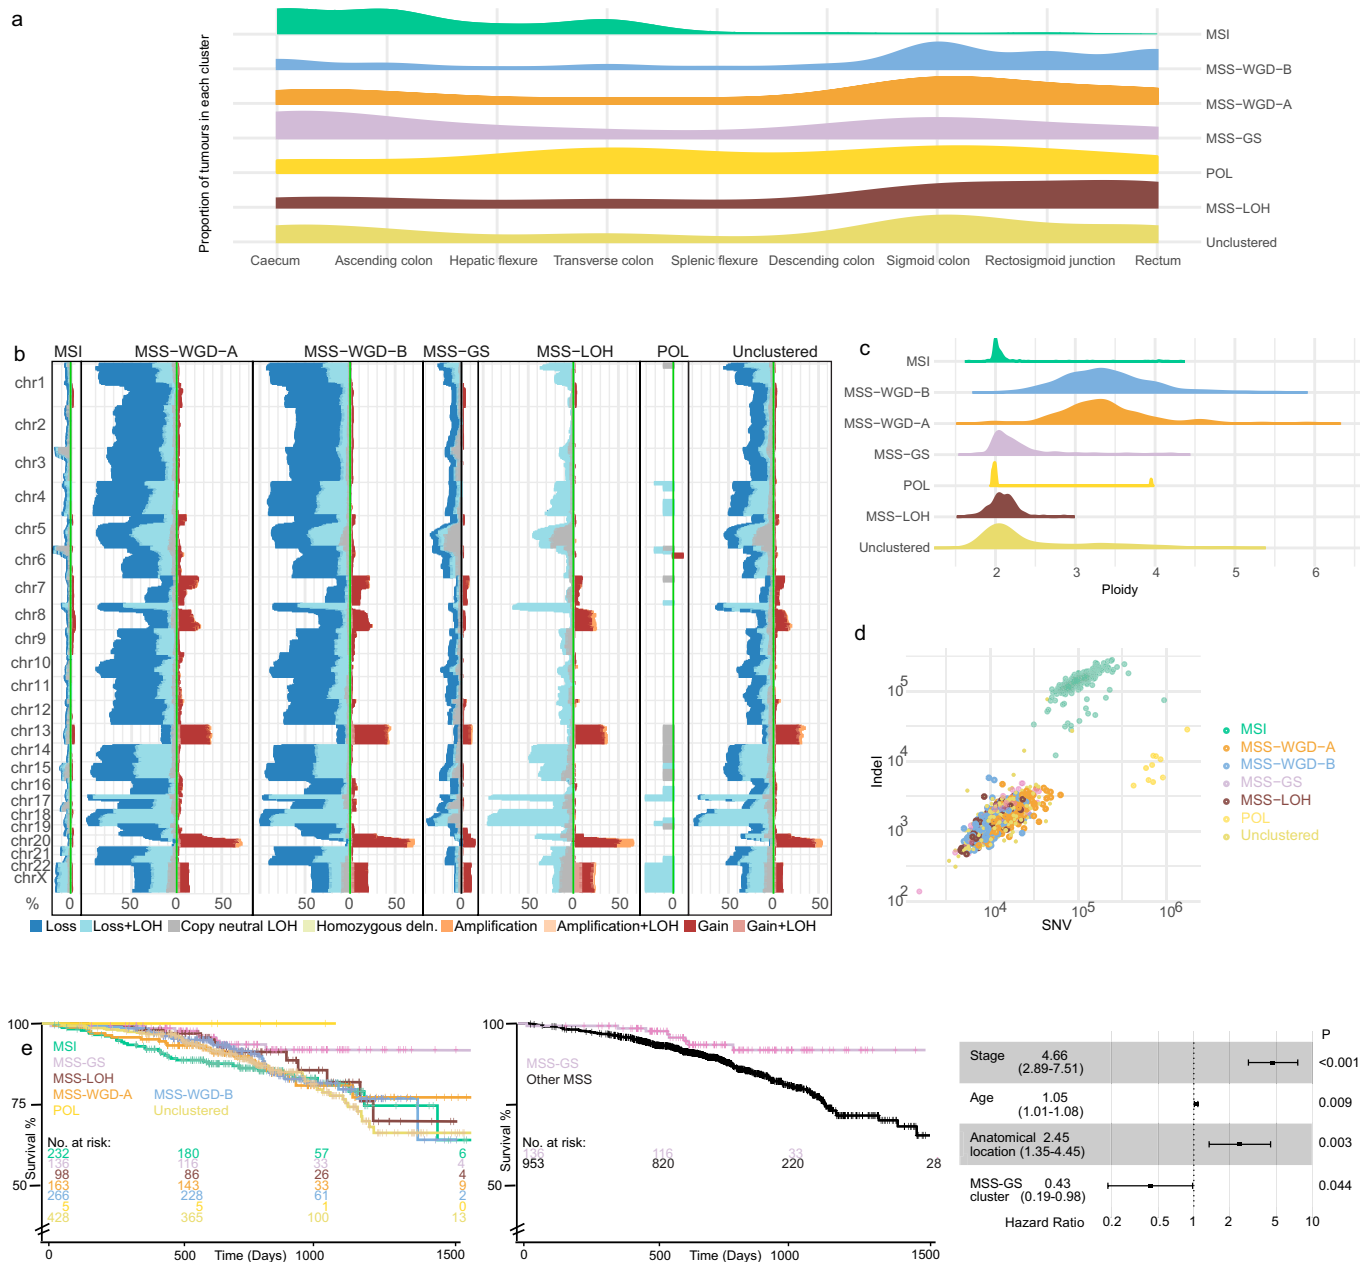 a
Proportion of tumours in each cluster
MSI
MSS−WGD−B
MSS−WGD−A
MSS−GS
POL
MSS−LOH
Unclustered
Caecum Ascending colon Hepatic flexure Transverse colon Splenic flexure Descending colon Sigmoid colon Rectosigmoid junction Rectum
b
MSI MSS−WGD−A MSS−WGD−B MSS−GS MSS−LOH POL Unclustered
chr1
chr2
chr3
chr4
chr5
chr6
chr7
chr8
chr9
chr10
chr11
chr12
chr13
chr14
chr15
chr16
chr17
chr18
chr19
chr20
chr21
chr22
chrX
% 0 50 0 50 50 0 50 0 50 50 0 50 0 50 0 50
Loss Loss+LOH Copy neutral LOH Homozygous deln. Amplification Amplification+LOH Gain Gain+LOH
c
MSI
MSS−WGD−B
MSS−WGD−A
MSS−GS
POL
MSS−LOH
Unclustered
2 3 4 5 6
Ploidy
d
Indel
10^5
10^4
10^3
10^2
10^4 10^5 10^6
SNV
MSI
MSS−WGD−A
MSS−WGD−B
MSS−GS
MSS−LOH
POL
Unclustered
e
Survival %
100
75
50
MSI
MSS−GS
MSS−LOH
MSS−WGD−A MSS−WGD−B
POL Unclustered
No. at risk:
232 180 57 6
136 116 33 4
98 86 26 4
163 143 33 9
266 228 61 2
5 5 1 0
428 365 100 13
0 500 Time (Days) 1000 1500
Survival %
100
75
50
MSS−GS
Other MSS
No. at risk:
136 116 33
953 820 220 28
0 500 Time (Days) 1000 1500
P
Stage 4.66 (2.89-7.51) <0.001
Age 1.05 (1.01-1.08) 0.009
Anatomical location 2.45 (1.35-4.45) 0.003
MSS-GS cluster 0.43 (0.19-0.98) 0.044
Hazard Ratio 0.2 0.5 1 2 5 10